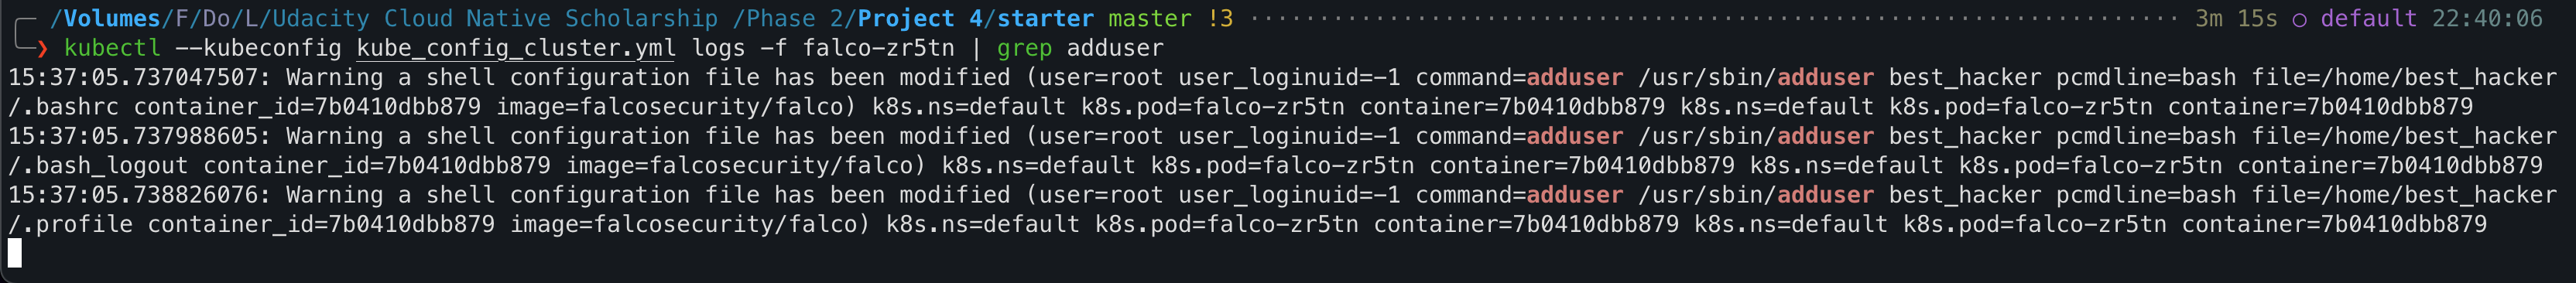 /Volumes/F/Do/L/Udacity Cloud Native Scholarship /Phase 2/Project 4/starter master !3 ·································································· 3m 15s ○ default 22:40:06
❯ kubectl --kubeconfig kube_config_cluster.yml logs -f falco-zr5tn | grep adduser
15:37:05.737047507: Warning a shell configuration file has been modified (user=root user_loginuid=-1 command=adduser /usr/sbin/adduser best_hacker pcmdline=bash file=/home/best_hacker
/.bashrc container_id=7b0410dbb879 image=falcosecurity/falco) k8s.ns=default k8s.pod=falco-zr5tn container=7b0410dbb879 k8s.ns=default k8s.pod=falco-zr5tn container=7b0410dbb879
15:37:05.737988605: Warning a shell configuration file has been modified (user=root user_loginuid=-1 command=adduser /usr/sbin/adduser best_hacker pcmdline=bash file=/home/best_hacker
/.bash_logout container_id=7b0410dbb879 image=falcosecurity/falco) k8s.ns=default k8s.pod=falco-zr5tn container=7b0410dbb879 k8s.ns=default k8s.pod=falco-zr5tn container=7b0410dbb879
15:37:05.738826076: Warning a shell configuration file has been modified (user=root user_loginuid=-1 command=adduser /usr/sbin/adduser best_hacker pcmdline=bash file=/home/best_hacker
/.profile container_id=7b0410dbb879 image=falcosecurity/falco) k8s.ns=default k8s.pod=falco-zr5tn container=7b0410dbb879 k8s.ns=default k8s.pod=falco-zr5tn container=7b0410dbb879